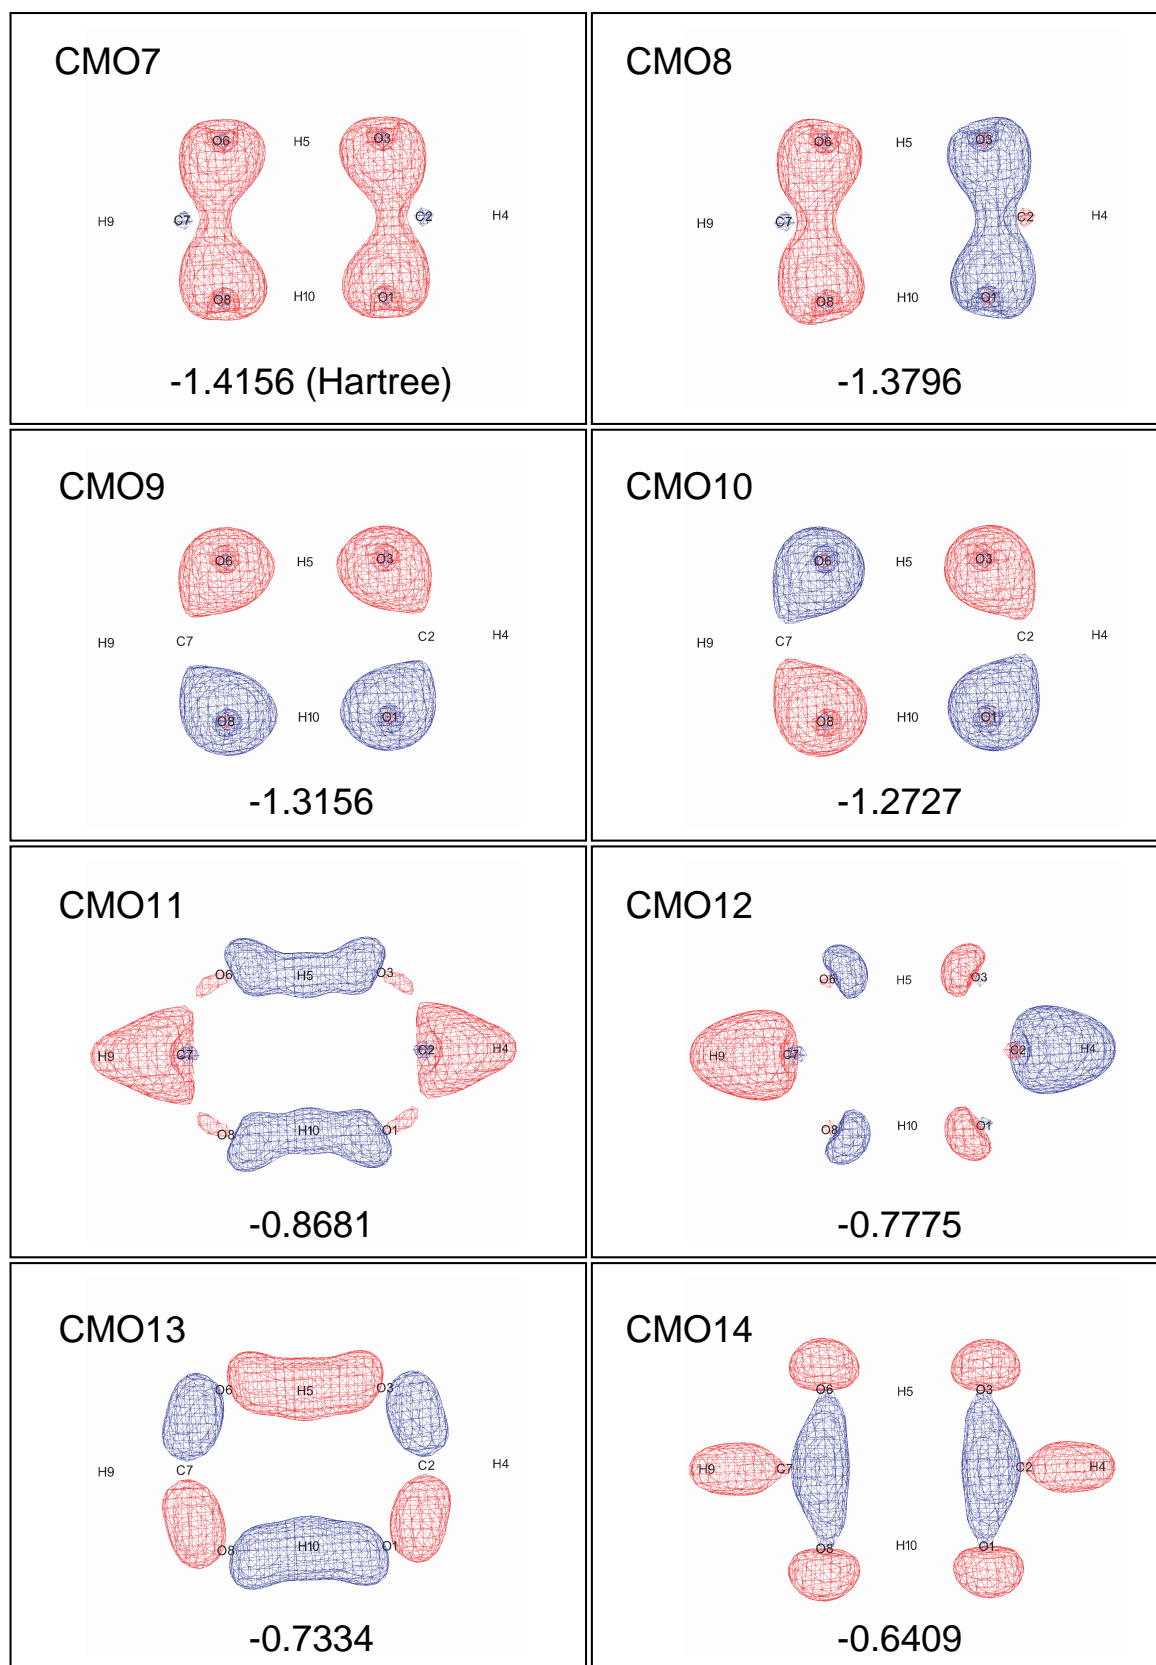 CMO7
O6 H5 O3
H9 C7 C2 H4
O8 H10 O1
-1.4156 (Hartree)
CMO8
O6 H5 O3
H9 C7 C2 H4
O8 H10 O1
-1.3796
CMO9
O6 H5 O3
H9 C7 C2 H4
O8 H10 O1
-1.3156
CMO10
O6 H5 O3
H9 C7 C2 H4
O8 H10 O1
-1.2727
CMO11
O6 H5 O3
H9 C7 C2 H4
O8 H10 O1
-0.8681
CMO12
O6 H5 O3
H9 C7 C2 H4
O8 H10 O1
-0.7775
CMO13
O6 H5 O3
H9 C7 C2 H4
O8 H10 O1
-0.7334
CMO14
O6 H5 O3
H9 C7 C2 H4
O8 H10 O1
-0.6409